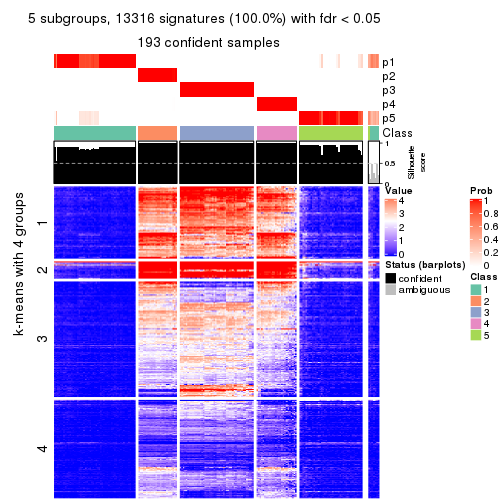 5 subgroups, 13316 signatures (100.0%) with fdr < 0.05
193 confident samples
p1
p2
p3
p4
p5
Class
1
0.5
0
Silhouette
score
k-means with 4 groups
1
2
3
4
Value
4
3
2
1
0
Status (barplots)
confident
ambiguous
Prob
1
0.8
0.6
0.4
0.2
0
Class
1
2
3
4
5